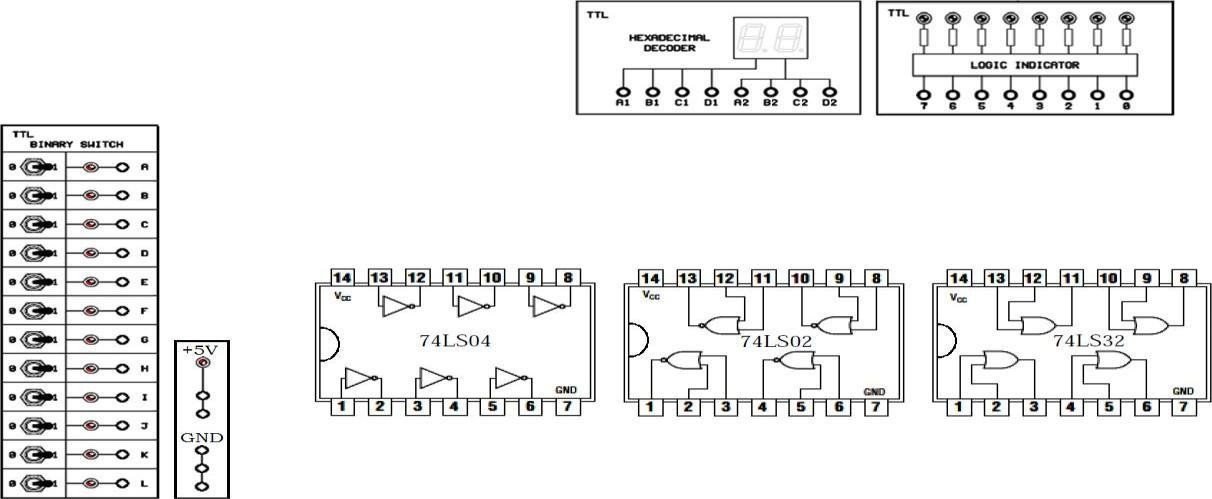 TTL
HEXADECIMAL
DECODER
A1 B1 C1 D1 A2 B2 C2 D2
TTL
LOGIC INDICATOR
7 6 5 4 3 2 1 0
TTL
BINARY SWITCH
0 1 A
0 1 B
0 1 C
0 1 D
0 1 E
0 1 F
0 1 G
0 1 H
0 1 I
0 1 J
0 1 K
0 1 L
+5V
GND
14 13 12 11 10 9 8
VCC
74LS04
GND
1 2 3 4 5 6 7
14 13 12 11 10 9 8
VCC
74LS02
GND
1 2 3 4 5 6 7
14 13 12 11 10 9 8
VCC
74LS32
GND
1 2 3 4 5 6 7